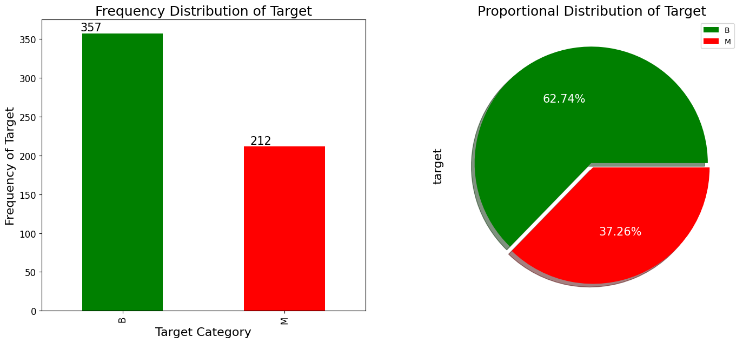 Frequency Distribution of Target
357
212
350
300
250
200
150
100
50
0
Frequency of Target
B
M
Target Category
Proportional Distribution of Target
B
M
62.74%
37.26%
target